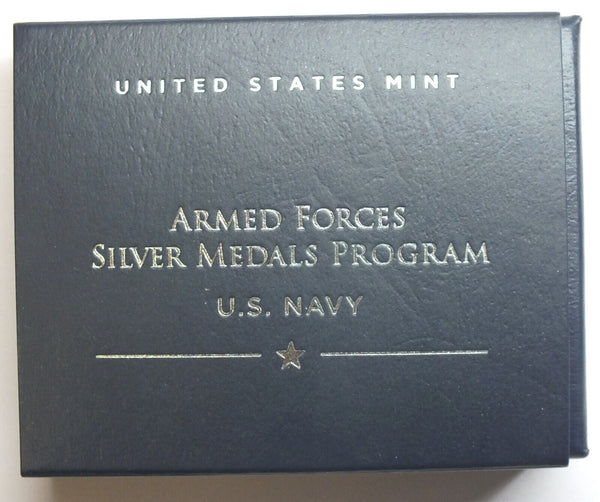 UNITED STATES MINT
ARMED FORCES
SILVER MEDALS PROGRAM
U.S. NAVY